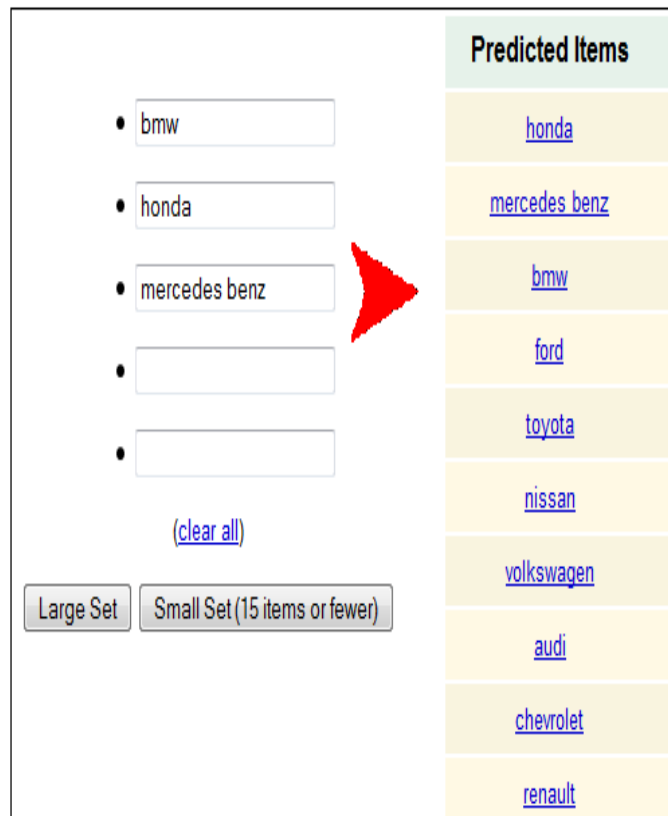 bmw
honda
mercedes benz
(clear all)
Large Set
Small Set (15 items or fewer)
Predicted Items
honda
mercedes benz
bmw
ford
toyota
nissan
volkswagen
audi
chevrolet
renault